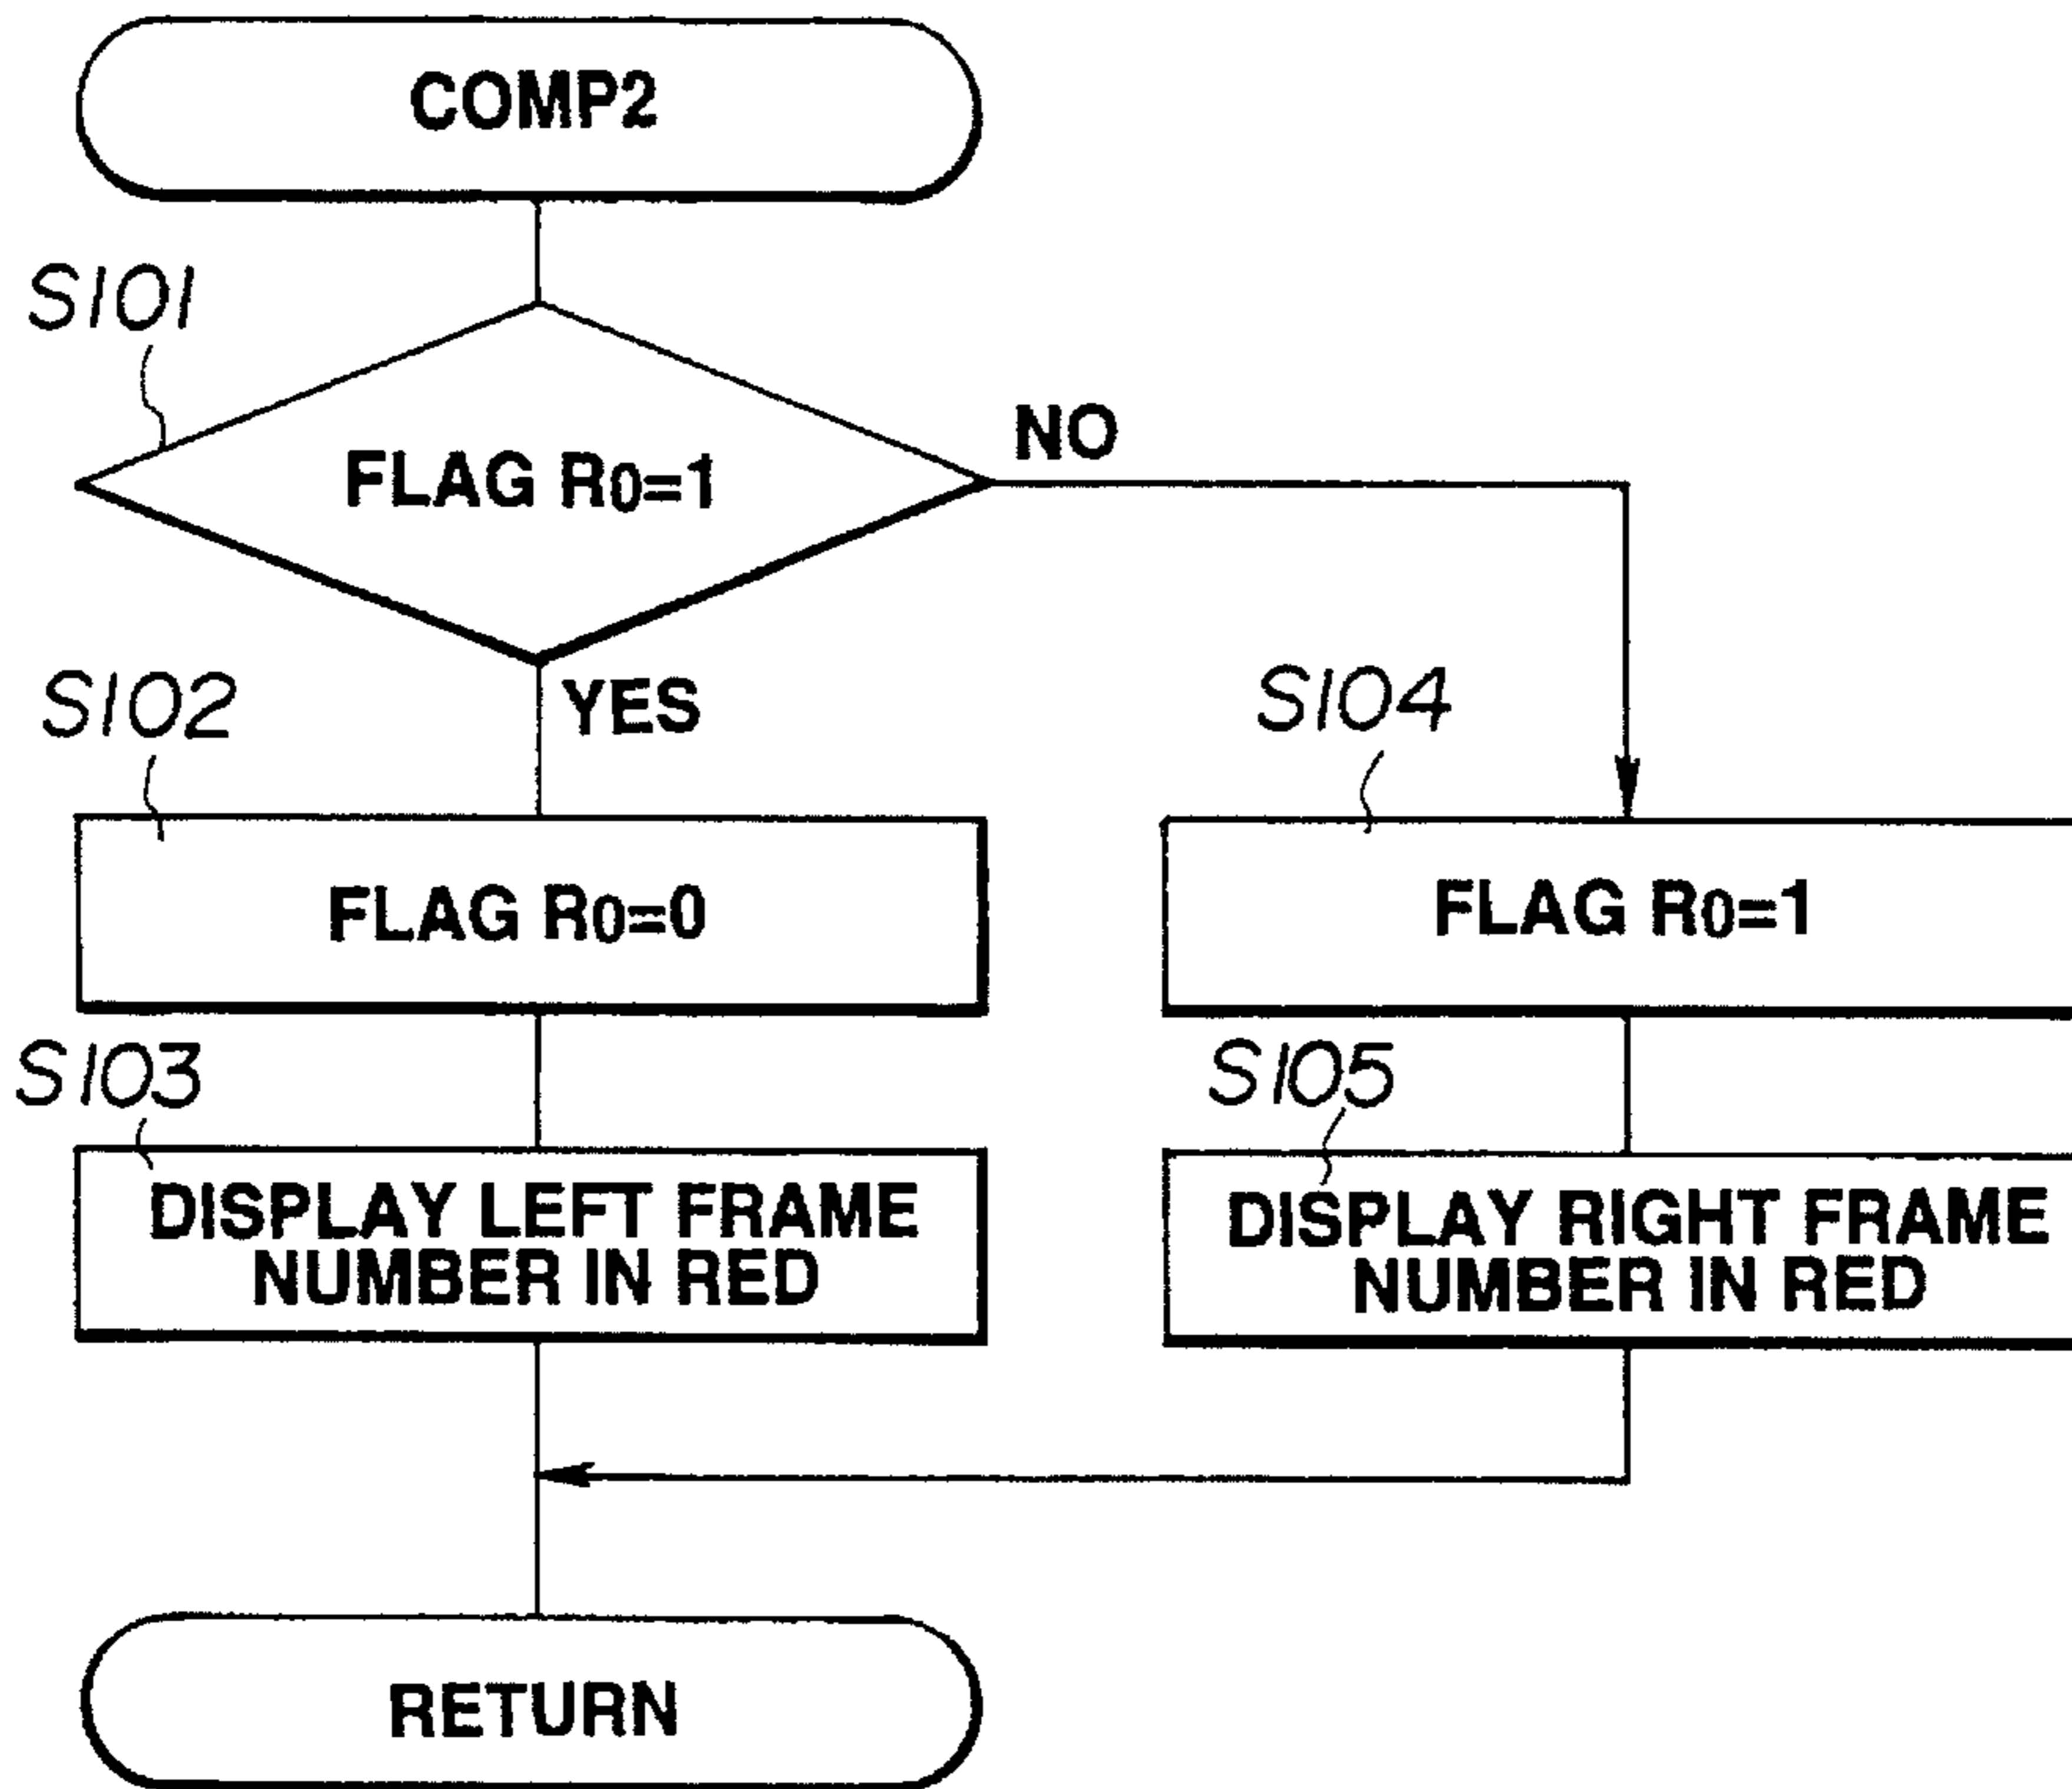 COMP2
S101
FLAG R0=1
NO
YES
S102
FLAG R0=0
S103
DISPLAY LEFT FRAME
NUMBER IN RED
S104
FLAG R0=1
S105
DISPLAY RIGHT FRAME
NUMBER IN RED
RETURN